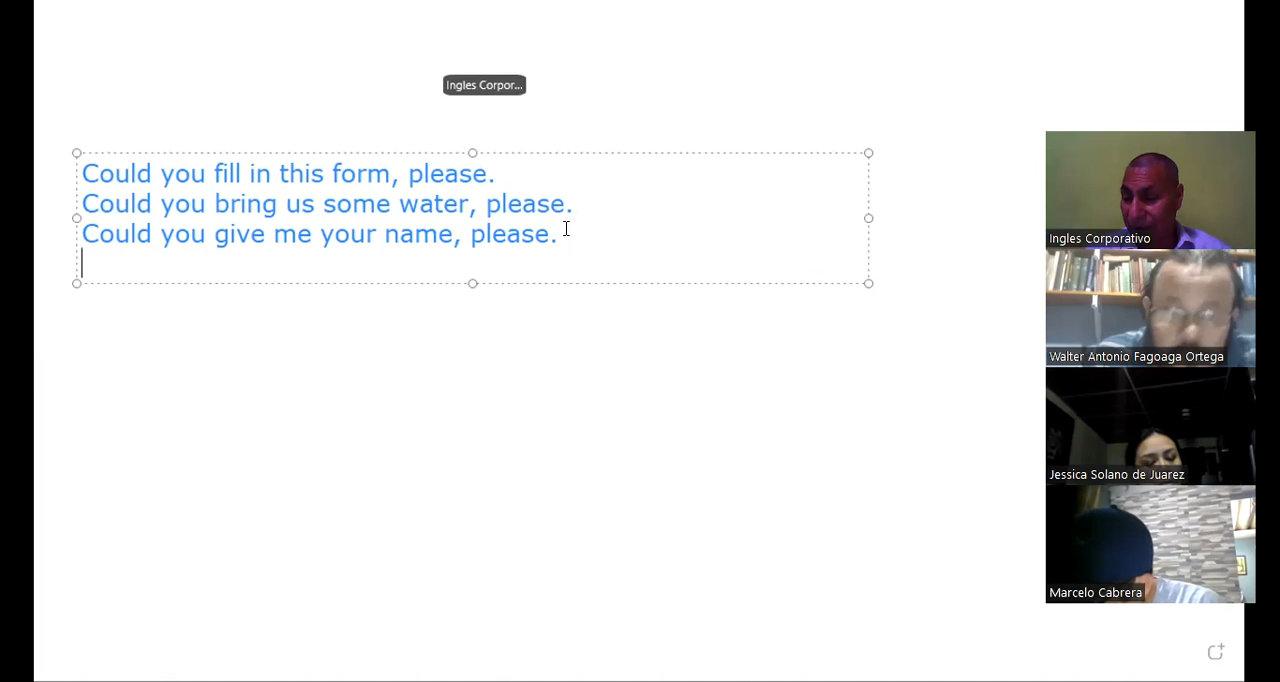 Ingles Corpor...
Could you fill in this form, please.
Could you bring us some water, please.
Could you give me your name, please.
Ingles Corporativo
Walter Antonio Fagoaga Ortega
Jessica Solano de Juarez
Marcelo Cabrera